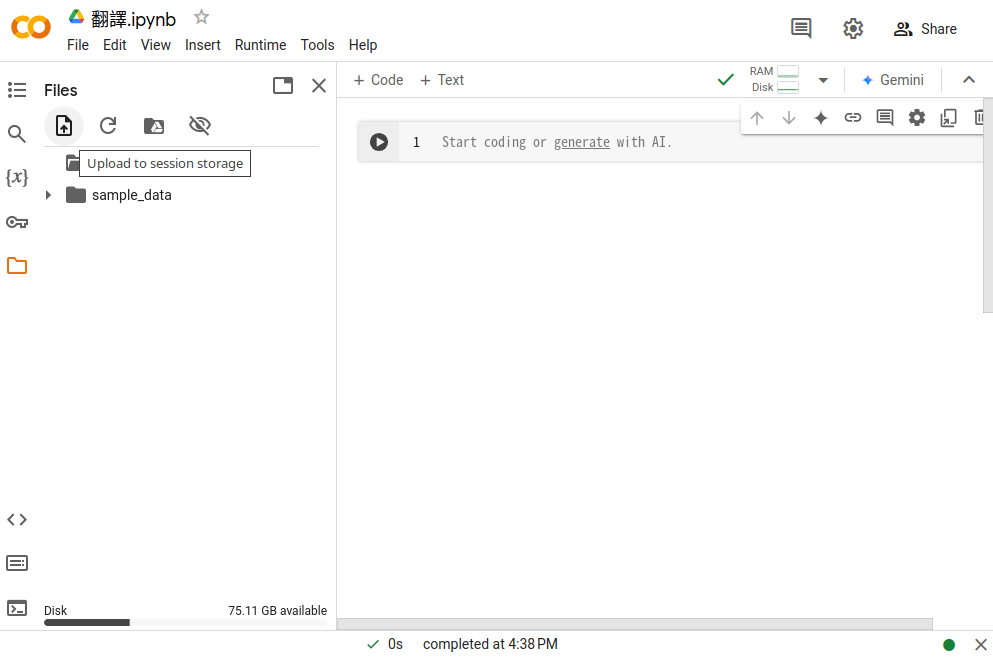 翻譯.ipynb
File Edit View Insert Runtime Tools Help
Share
Files
+ Code + Text
RAM
Disk
Gemini
Upload to session storage
1 Start coding or generate with AI.
{x}
sample_data
Disk 75.11 GB available
0s completed at 4:38 PM